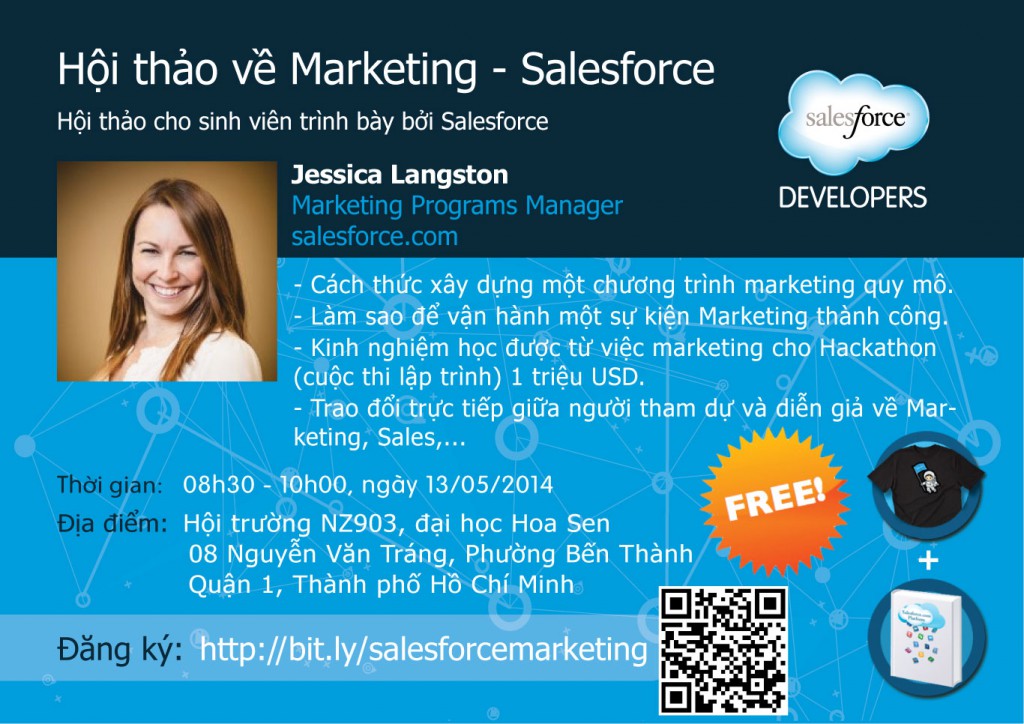 Hội thảo về Marketing - Salesforce
Hội thảo cho sinh viên trình bày bởi Salesforce
salesforce
DEVELOPERS
Jessica Langston
Marketing Programs Manager
salesforce.com
- Cách thức xây dựng một chương trình marketing quy mô.
- Làm sao để vận hành một sự kiện Marketing thành công.
- Kinh nghiệm học được từ việc marketing cho Hackathon
(cuộc thi lập trình) 1 triệu USD.
- Trao đổi trực tiếp giữa người tham dự và diễn giả về Mar-
keting, Sales,...
FREE!
Thời gian: 08h30 - 10h00, ngày 13/05/2014
Địa điểm: Hội trường NZ903, đại học Hoa Sen
08 Nguyễn Văn Tráng, Phường Bến Thành
Quận 1, Thành phố Hồ Chí Minh
+
Đăng ký: http://bit.ly/salesforcemarketing